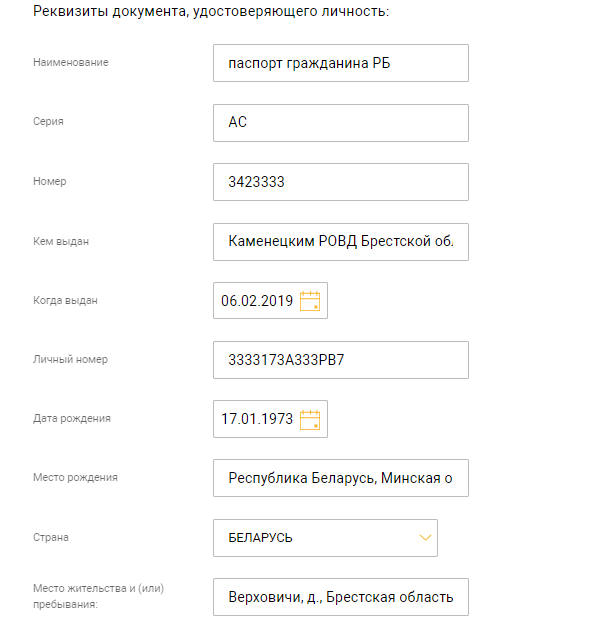 Реквизиты документа, удостоверяющего личность:
Наименование паспорт гражданина РБ
Серия АС
Номер 3423333
Кем выдан Каменецким РОВД Брестской об
Когда выдан 06.02.2019
Личный номер 3333173А333РВ7
Дата рождения 17.01.1973
Место рождения Республика Беларусь, Минская о
Страна БЕЛАРУСЬ
Место жительства и (или)
пребывания: Верховичи, д., Брестская область